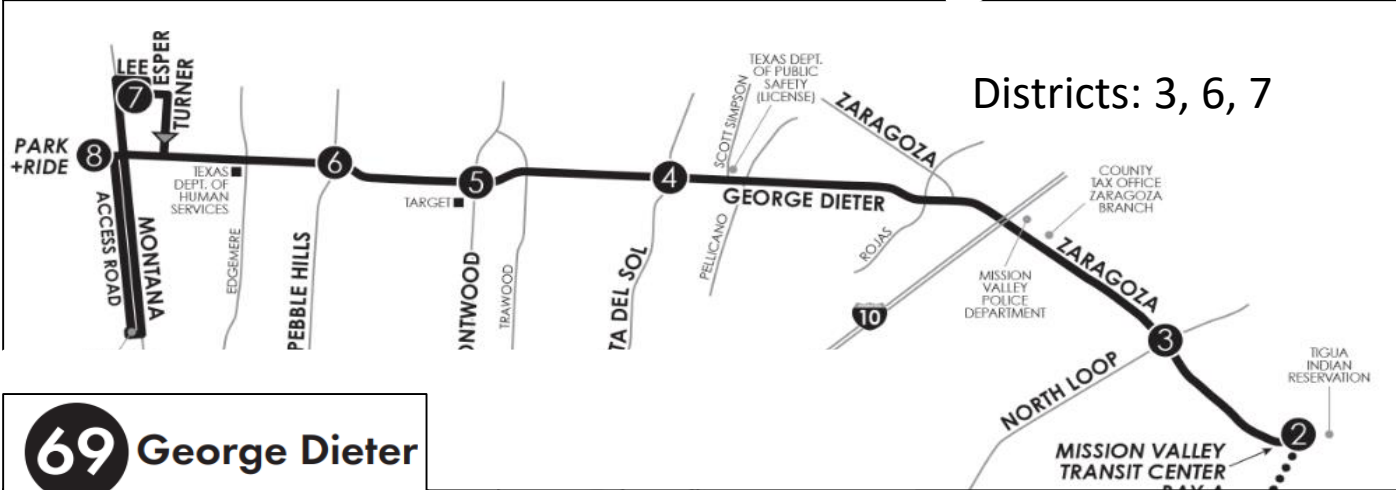 LEE
ESPER
TURNER
7
PARK
+RIDE
8
ACCESS ROAD
MONTANA
TEXAS
DEPT. OF
HUMAN
SERVICES
EDGEMERE
6
PEBBLE HILLS
5
TARGET
ONTWOOD
TRAWOOD
4
TA DEL SOL
SCOTT SIMPSON
TEXAS DEPT.
OF PUBLIC
SAFETY
(LICENSE)
PELLICANO
GEORGE DIETER
ZARAGOZA
ROJAS
Districts: 3, 6, 7
10
COUNTY
TAX OFFICE
ZARAGOZA
BRANCH
MISSION
VALLEY
POLICE
DEPARTMENT
ZARAGOZA
3
NORTH LOOP
TIGUA
INDIAN
RESERVATION
2
MISSION VALLEY
TRANSIT CENTER
BAY A
69 George Dieter